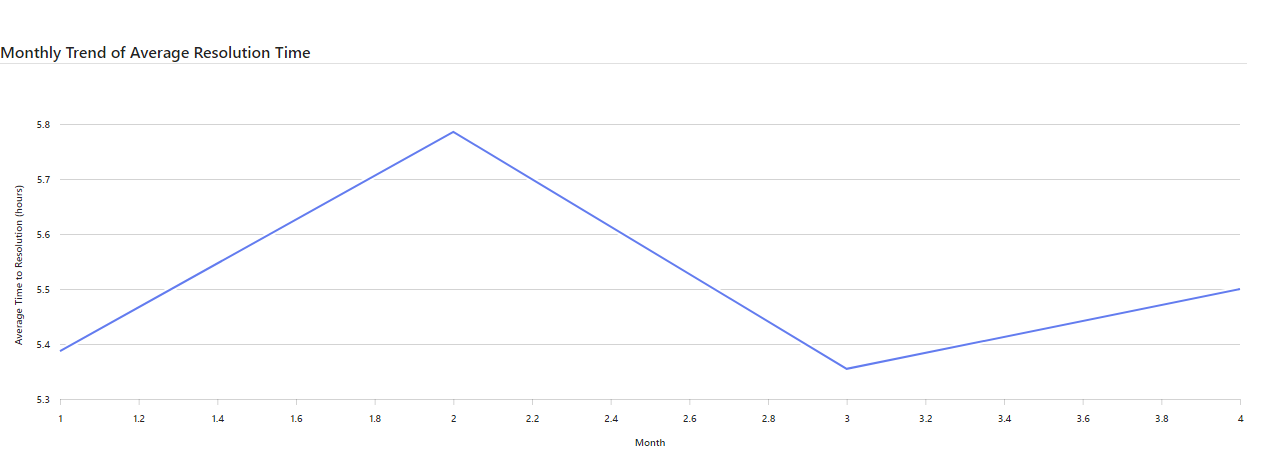 Monthly Trend of Average Resolution Time
Average Time to Resolution (hours)
5.8
5.7
5.6
5.5
5.4
5.3
1 1.2 1.4 1.6 1.8 2 2.2 2.4 2.6 2.8 3 3.2 3.4 3.6 3.8 4
Month